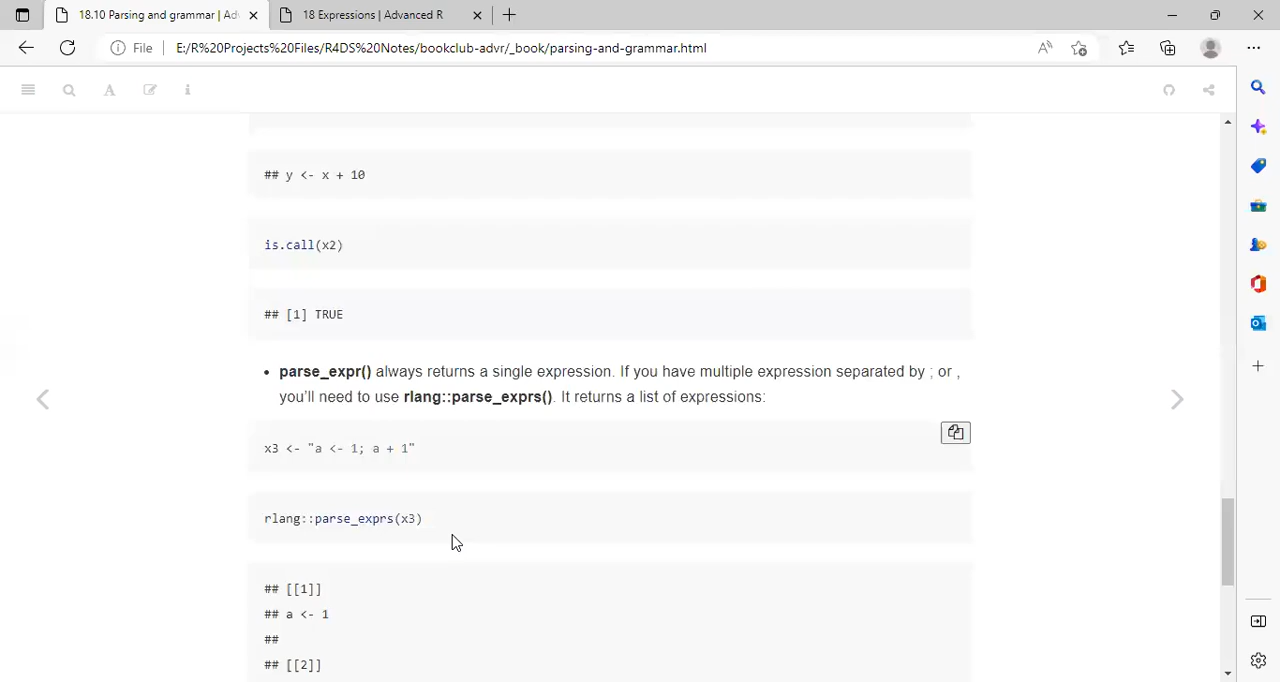 18.10 Parsing and grammar | Adv
18 Expressions | Advanced R
File
E:/R%20Projects%20Files/R4DS%20Notes/bookclub-advr/_book/parsing-and-grammar.html
## y <- x + 10
is.call(x2)
## [1] TRUE
• parse_expr() always returns a single expression. If you have multiple expression separated by ; or ,
you'll need to use rlang::parse_exprs(). It returns a list of expressions:
x3 <- "a <- 1; a + 1"
rlang::parse_exprs(x3)
## [[1]]
## a <- 1
##
## [[2]]